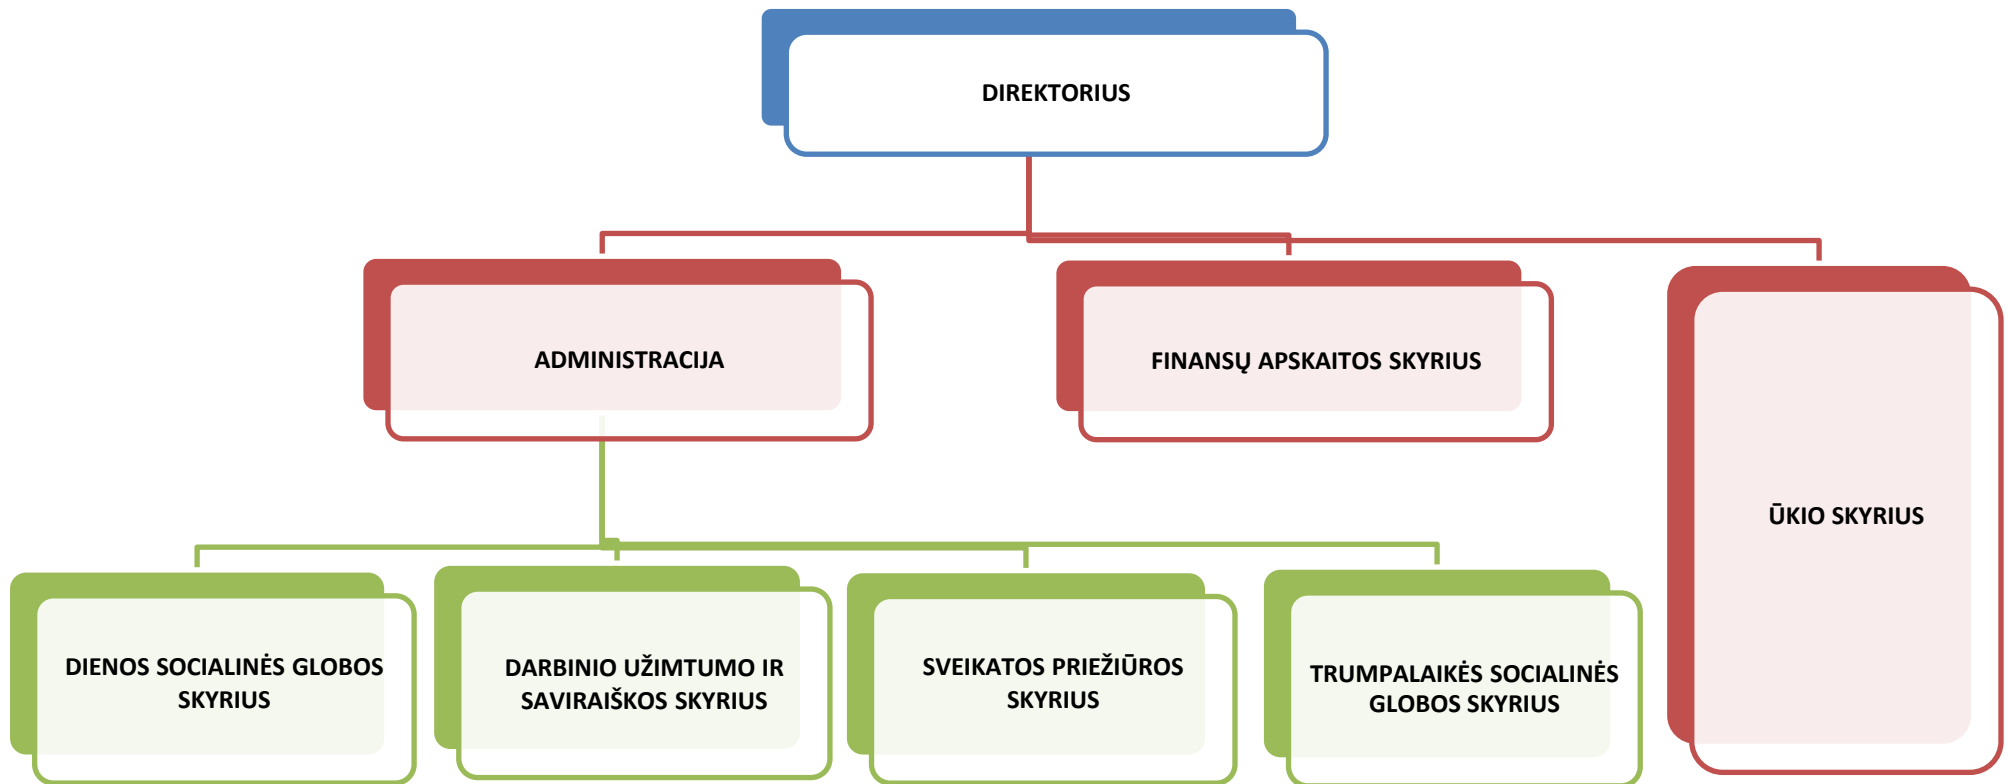 DIREKTORIUS
ADMINISTRACIJA
FINANSŲ APSKAITOS SKYRIUS
ŪKIO SKYRIUS
DIENOS SOCIALINĖS GLOBOS
SKYRIUS
DARBINIO UŽIMTUMO IR
SAVIRAIŠKOS SKYRIUS
SVEIKATOS PRIEŽIŪROS
SKYRIUS
TRUMPALAIKĖS SOCIALINĖS
GLOBOS SKYRIUS